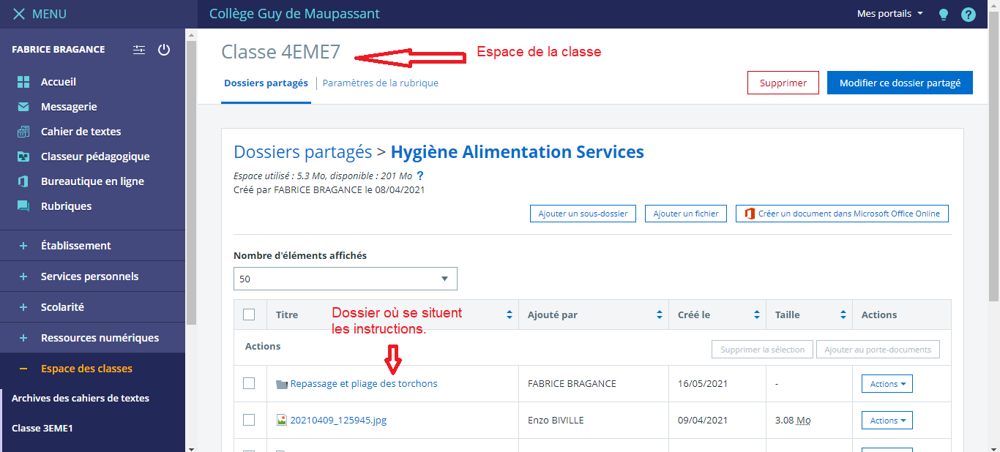 MENU
Collège Guy de Maupassant
Mes portails
?
FABRICE BRAGANCE
Accueil
Messagerie
Cahier de textes
Classeur pédagogique
Bureautique en ligne
Rubriques
+ Établissement
+ Services personnels
+ Scolarité
+ Ressources numériques
− Espace des classes
Archives des cahiers de textes
Classe 3EME1
Classe 4EME7
Espace de la classe
Dossiers partagés
Paramètres de la rubrique
Supprimer
Modifier ce dossier partagé
Dossiers partagés > Hygiène Alimentation Services
Espace utilisé : 5.3 Mo, disponible : 201 Mo ?
Créé par FABRICE BRAGANCE le 08/04/2021
Ajouter un sous-dossier
Ajouter un fichier
Créer un document dans Microsoft Office Online
Nombre d'éléments affichés
50
Dossier où se situent
les instructions.
Titre
Ajouté par
Créé le
Taille
Actions
Actions
Supprimer la sélection
Ajouter au porte-documents
Repassage et pliage des torchons
FABRICE BRAGANCE
16/05/2021
-
Actions
20210409_125945.jpg
Enzo BIVILLE
09/04/2021
3.08 Mo
Actions